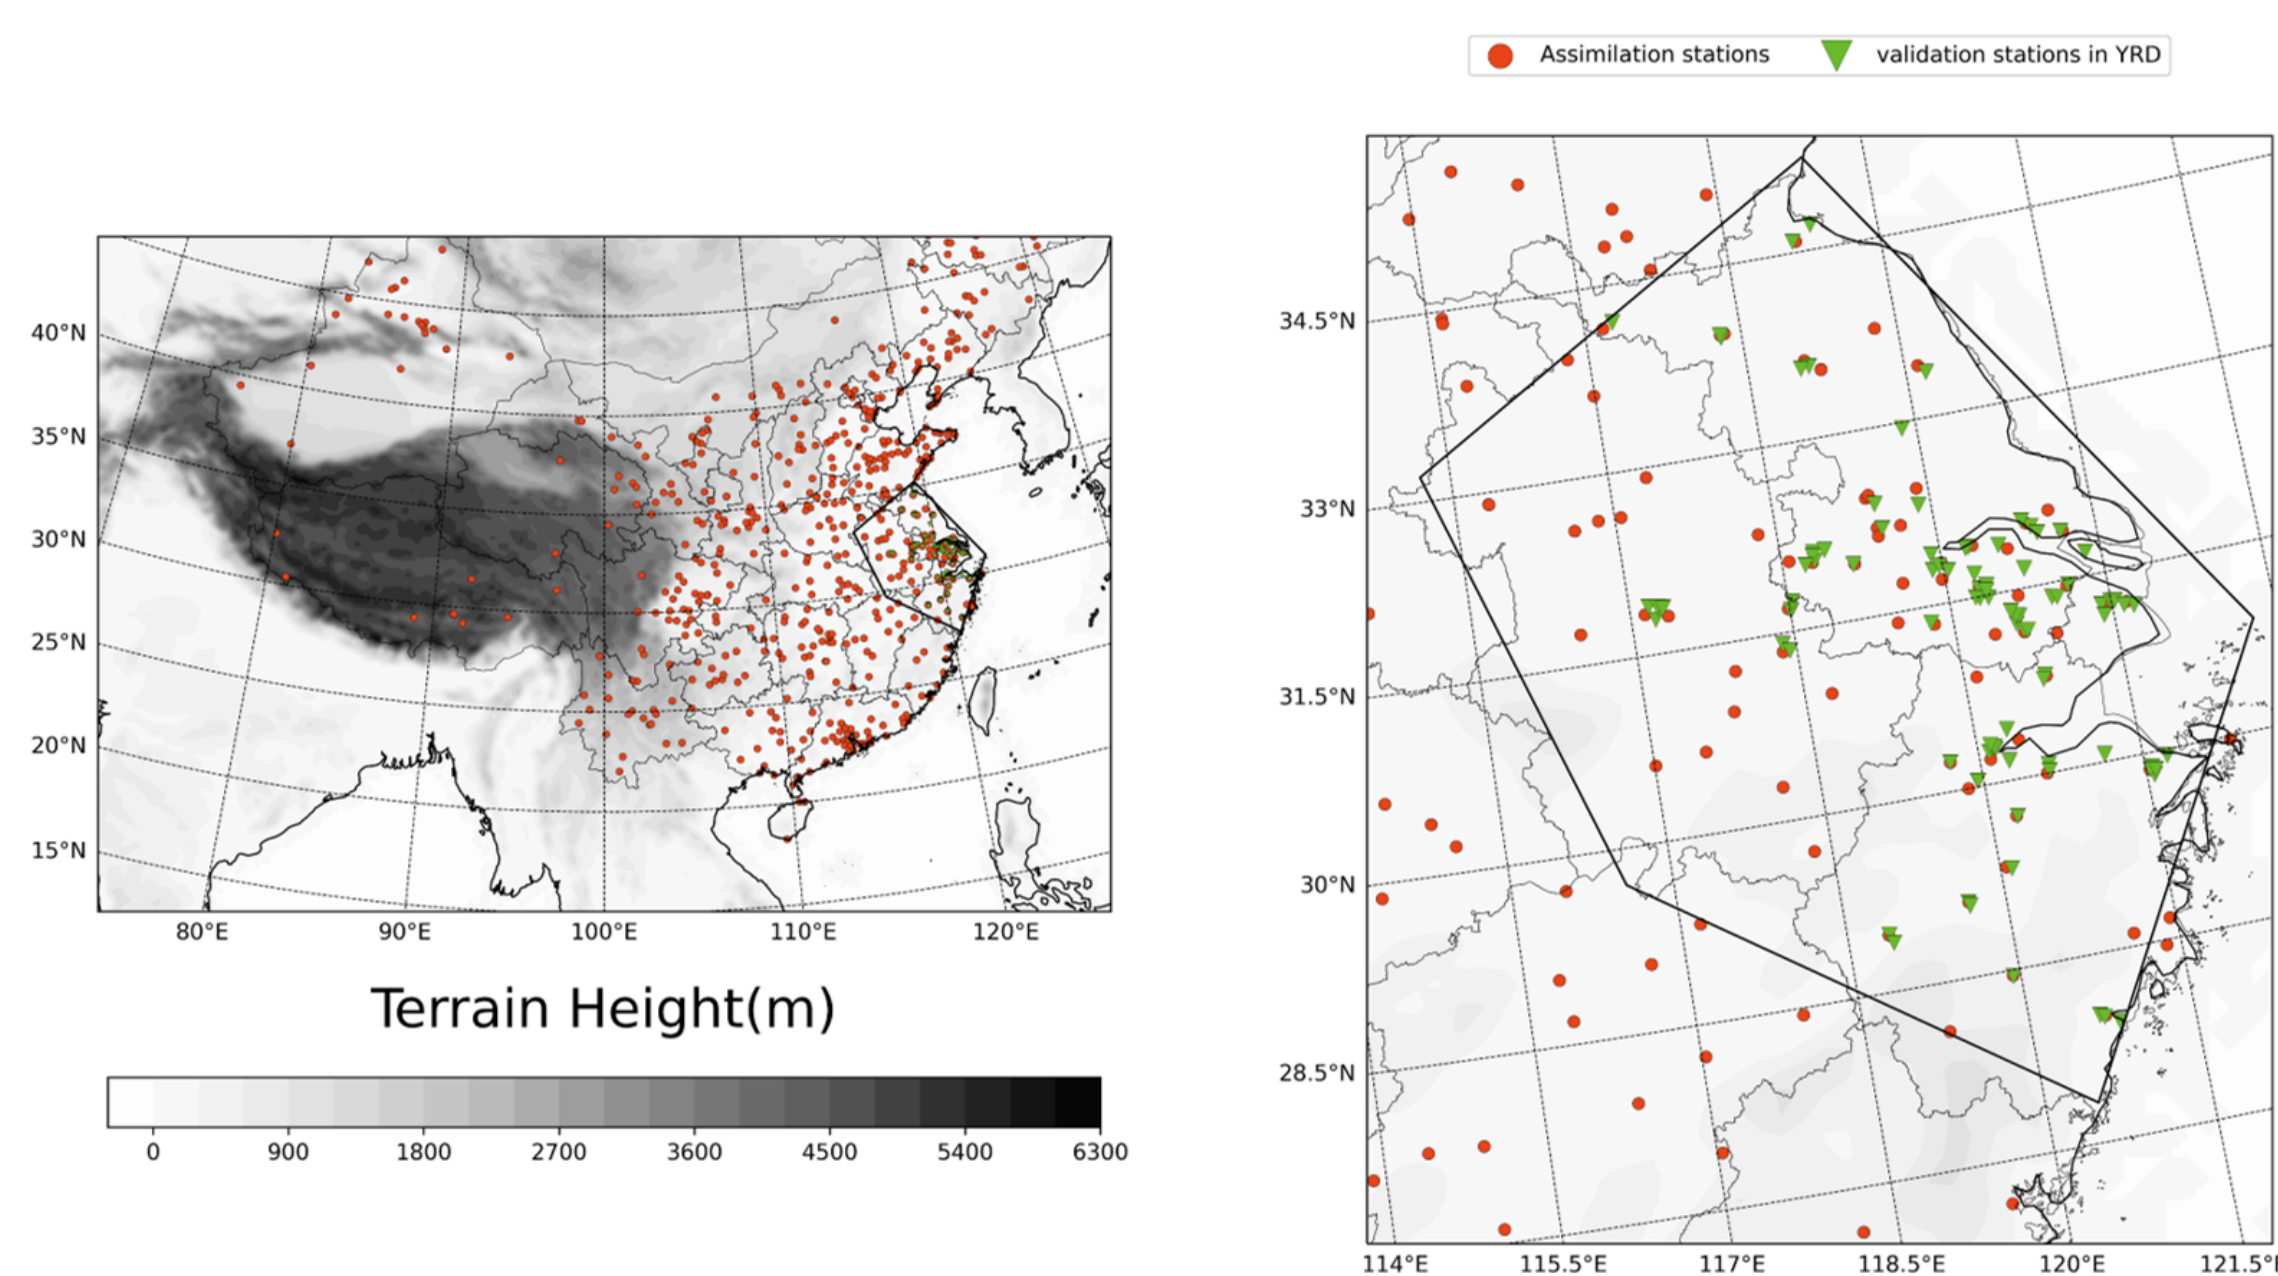 Assimilation stations validation stations in YRD
40°N
35°N
30°N
25°N
20°N
15°N
80°E 90°E 100°E 110°E 120°E
Terrain Height(m)
0 900 1800 2700 3600 4500 5400 6300
34.5°N
33°N
31.5°N
30°N
28.5°N
114°E 115.5°E 117°E 118.5°E 120°E 121.5°E